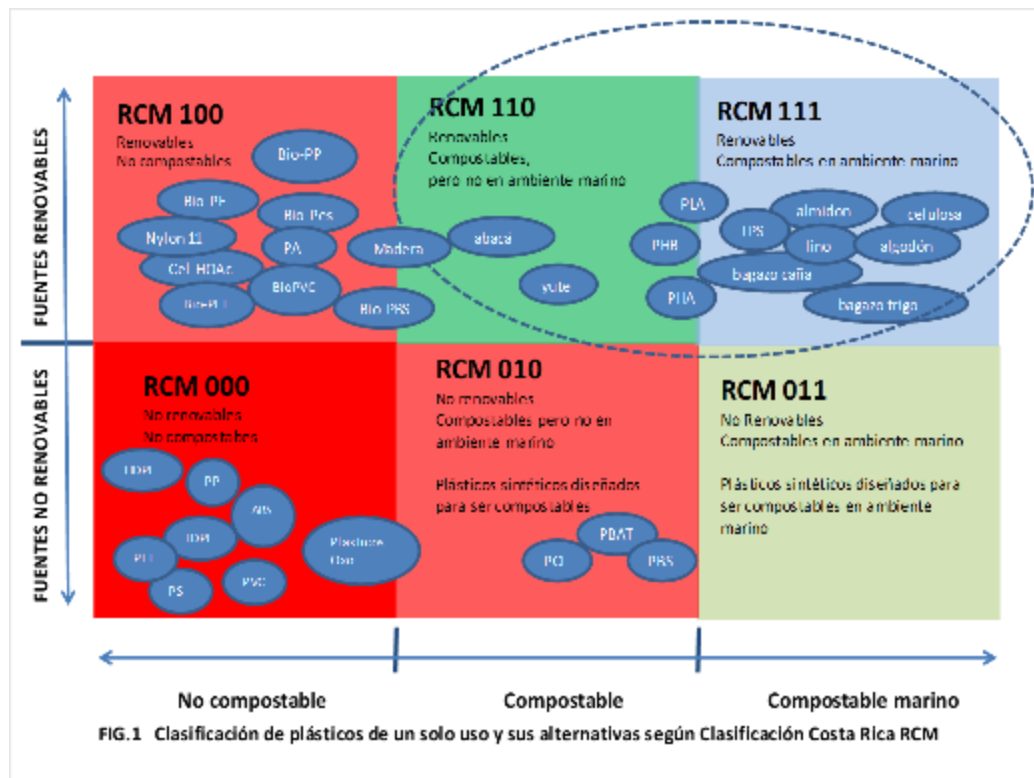 FUENTES RENOVABLES
RCM 100
Renovables
No compostables
Bio-PP
Bio-PE
Bio-Pes
Nylon 11
PA
Madera
BioPVC
Bio-PBS
RCM 110
Renovables
Compostables,
pero no en ambiente marino
abacá
yute
PLA
PHB
PHA
RCM 111
Renovables
Compostables en ambiente marino
almidon
celulosa
TPS
lino
algodón
bagazo caña
bagazo trigo
FUENTES NO RENOVABLES
RCM 000
No renovables
No compostabes
PP
PS
PVC
Plasticos
Oxo
RCM 010
No renovables
Compostables pero no en
ambiente marino
Plásticos sintéticos diseñados
para ser compostables
PBAT
PBS
RCM 011
No Renovables
Compostables en ambiente marino
Plásticos sintéticos diseñados para
ser compostables en ambiente
marino
No compostable
Compostable
Compostable marino
FIG.1 Clasificación de plásticos de un solo uso y sus alternativas según Clasificación Costa Rica RCM